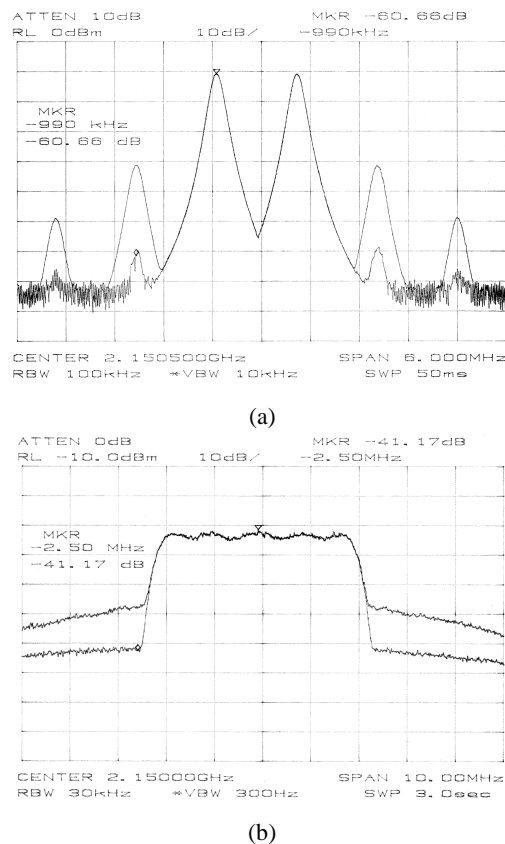 ATTEN 10dB MKR -60.66dB
RL 0dBm 10dB/ -990kHz
MKR
-990 kHz
-60.66 dB
CENTER 2.150500GHz SPAN 6.000MHz
RBW 100kHz *VBW 10kHz SWP 50ms
(a)
ATTEN 0dB MKR -41.17dB
RL -10.0dBm 10dB/ -2.50MHz
MKR
-2.50 MHz
-41.17 dB
CENTER 2.15000GHz SPAN 10.00MHz
RBW 30kHz *VBW 300Hz SWP 3.0sec
(b)